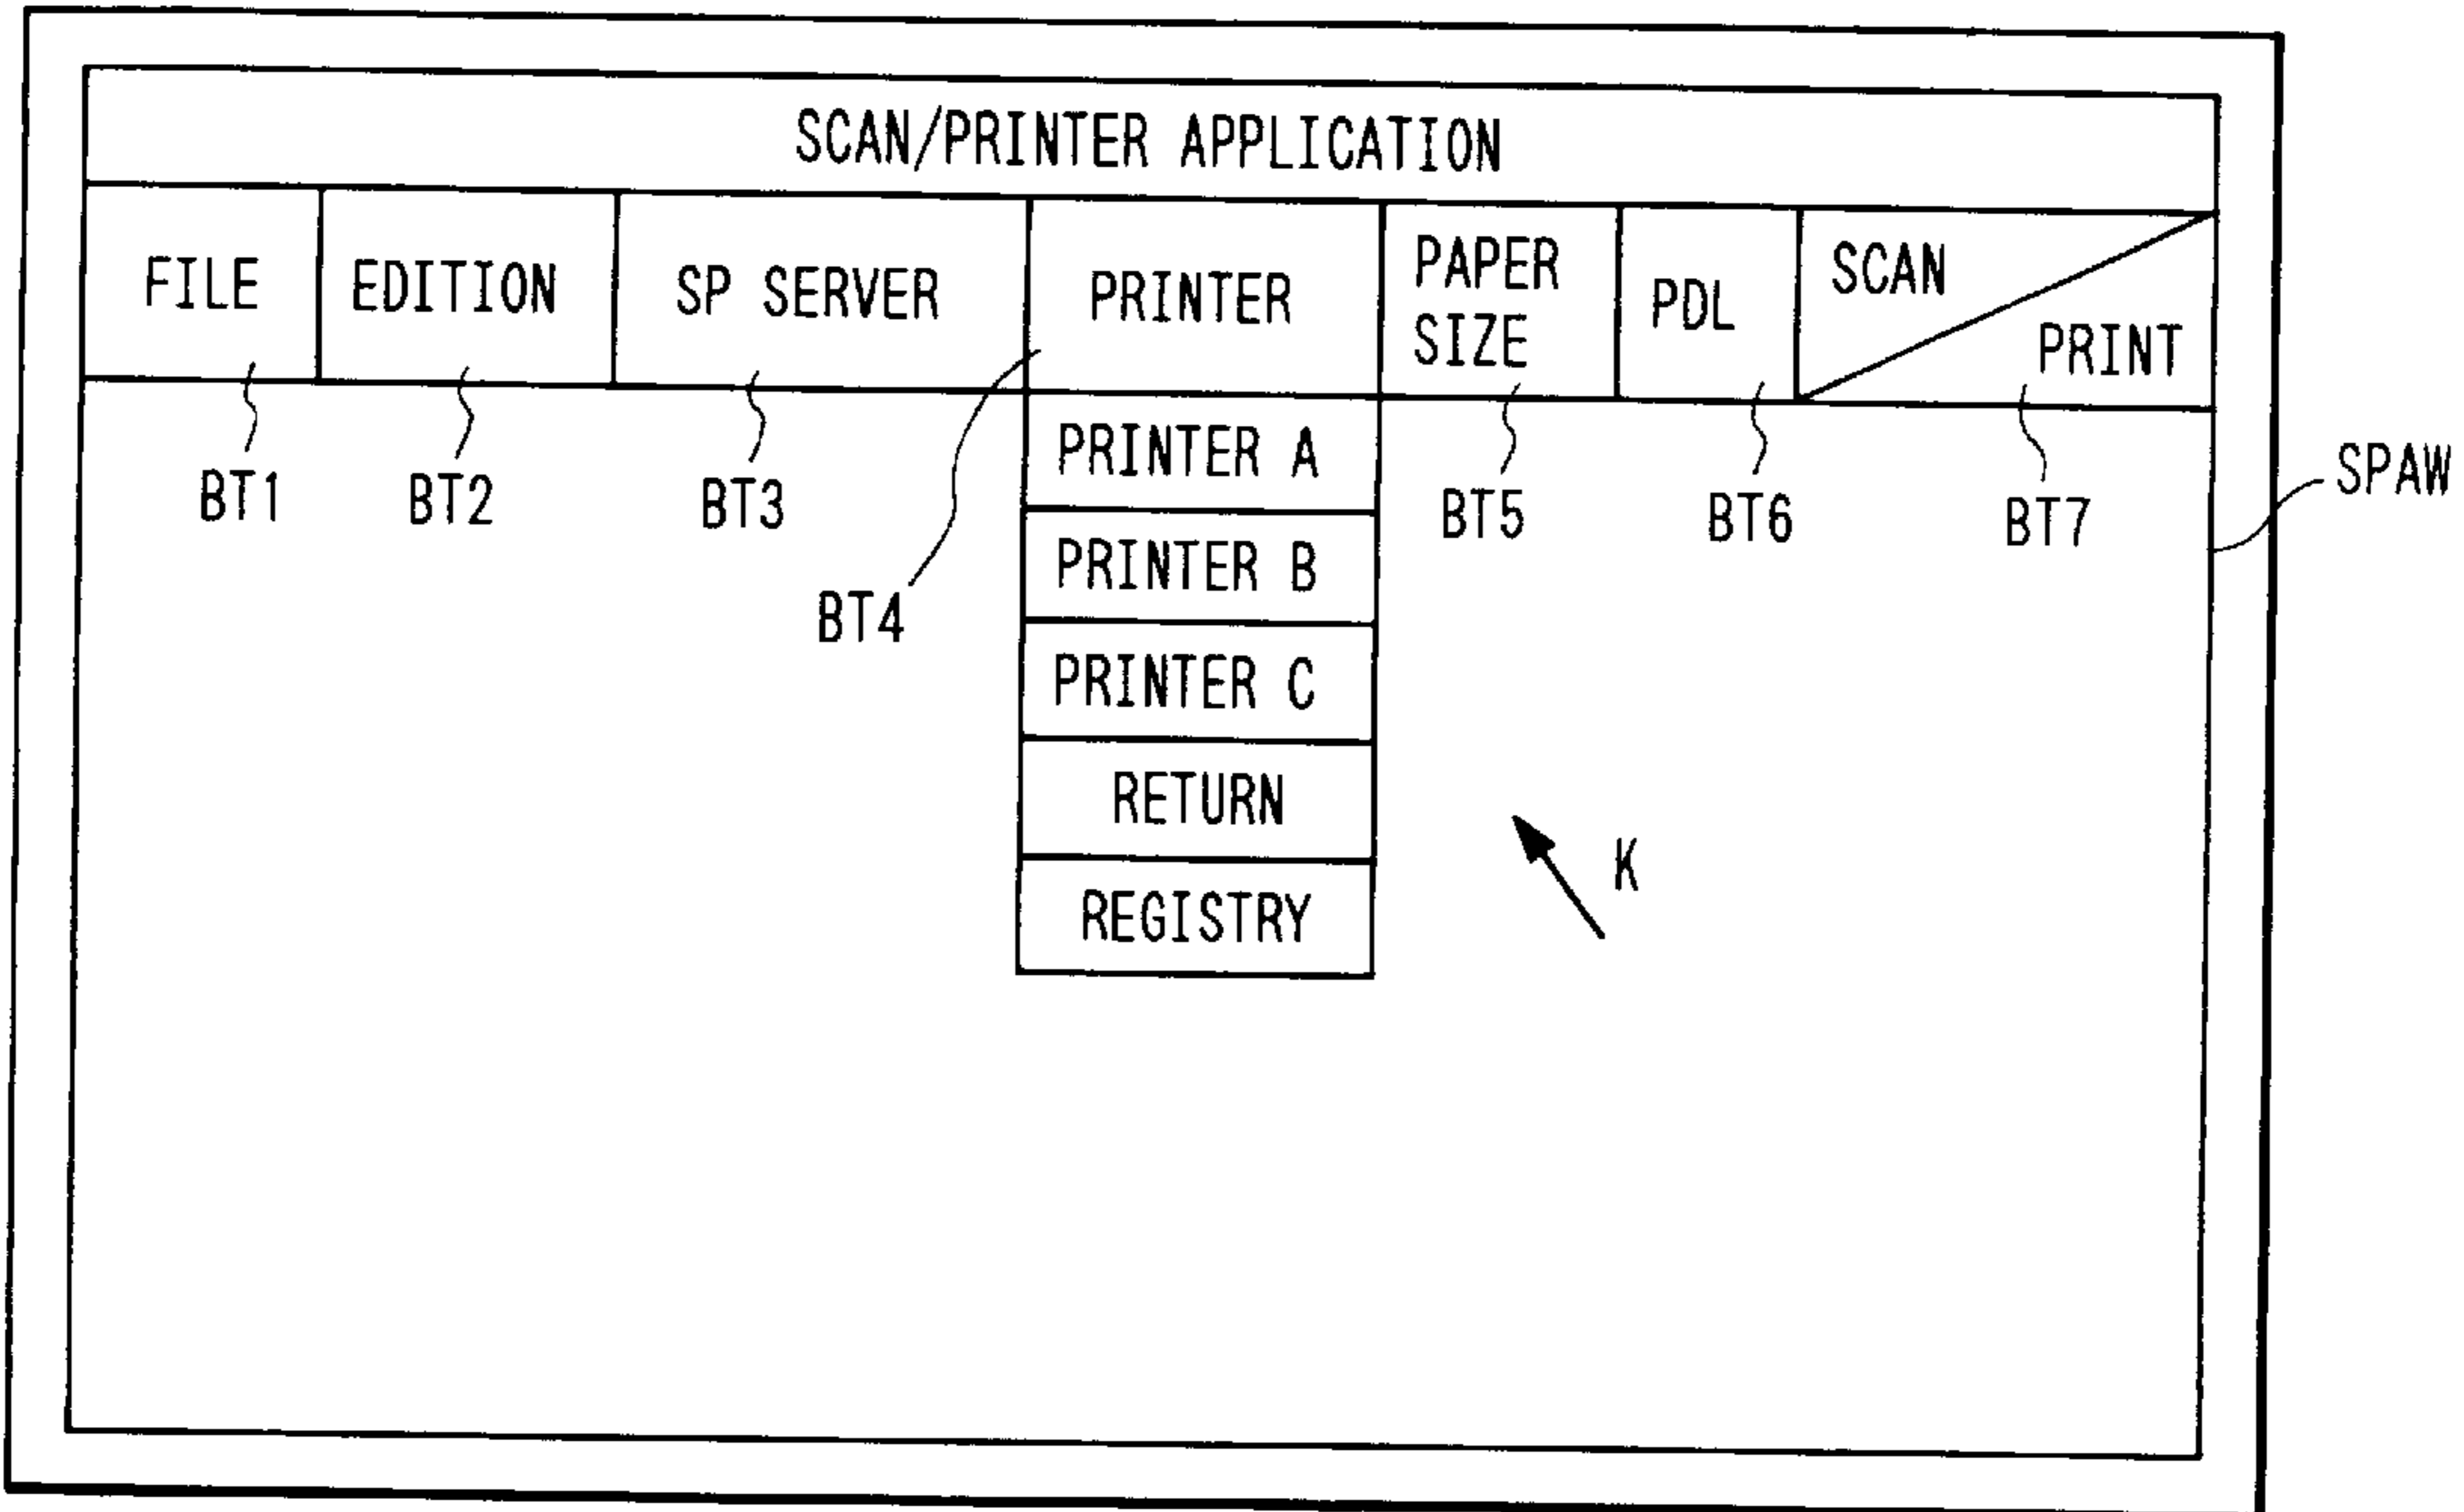 SCAN/PRINTER APPLICATION
FILE
EDITION
SP SERVER
PRINTER
PAPER
SIZE
PDL
SCAN
PRINT
BT1
BT2
BT3
BT4
PRINTER A
PRINTER B
PRINTER C
RETURN
REGISTRY
BT5
BT6
BT7
SPAW
K